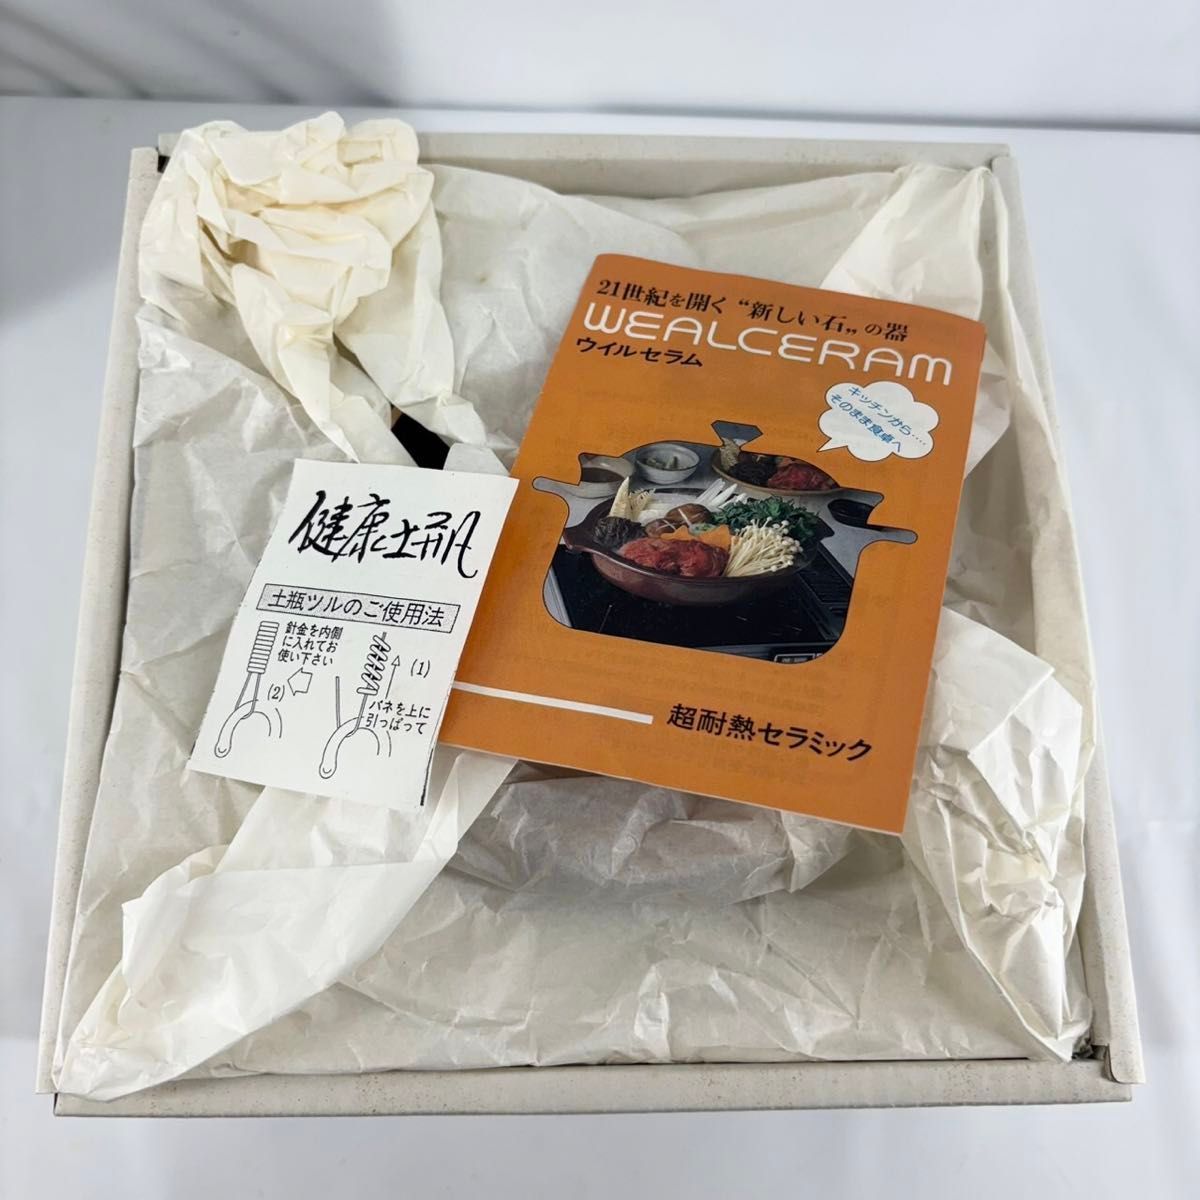 21世紀を開く“新しい石„の器
WEALCERAM
ウイルセラム
キッチンから‥‥
そのまま食卓へ
超耐熱セラミック
健康土瓶
土瓶ツルのご使用法
針金を内側
に入れてお
使い下さい
(2)
(1)
バネを上に
引っぱって